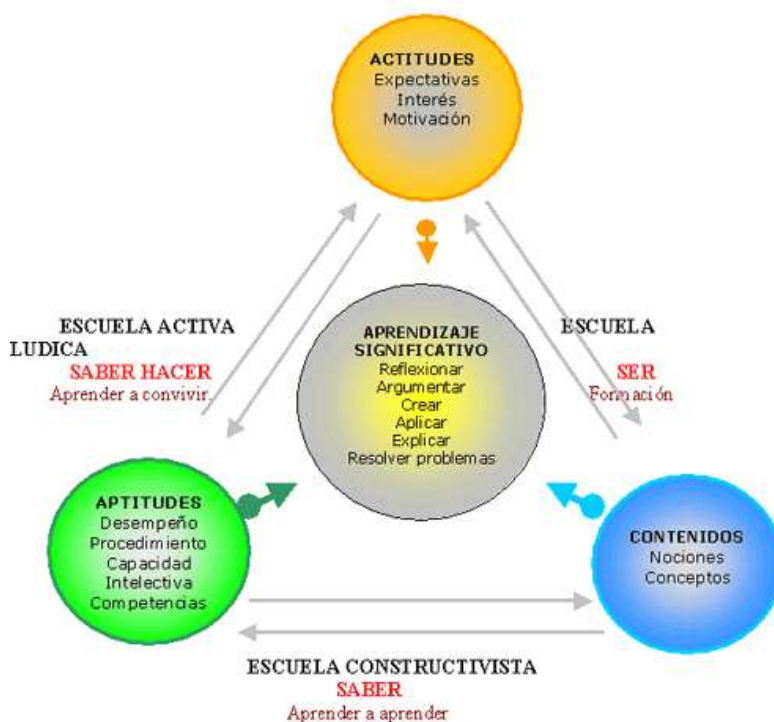 ACTITUDES
Expectativas
Interés
Motivación
ESCUELA ACTIVA
LUDICA
SABER HACER
Aprender a convivir.
APRENDIZAJE
SIGNIFICATIVO
Reflexionar
Argumentar
Crear
Aplicar
Explicar
Resolver problemas
ESCUELA
SER
Formación
APTITUDES
Desempeño
Procedimiento
Capacidad
Intelectiva
Competencias
CONTENIDOS
Nociones
Conceptos
ESCUELA CONSTRUCTIVISTA
SABER
Aprender a aprender